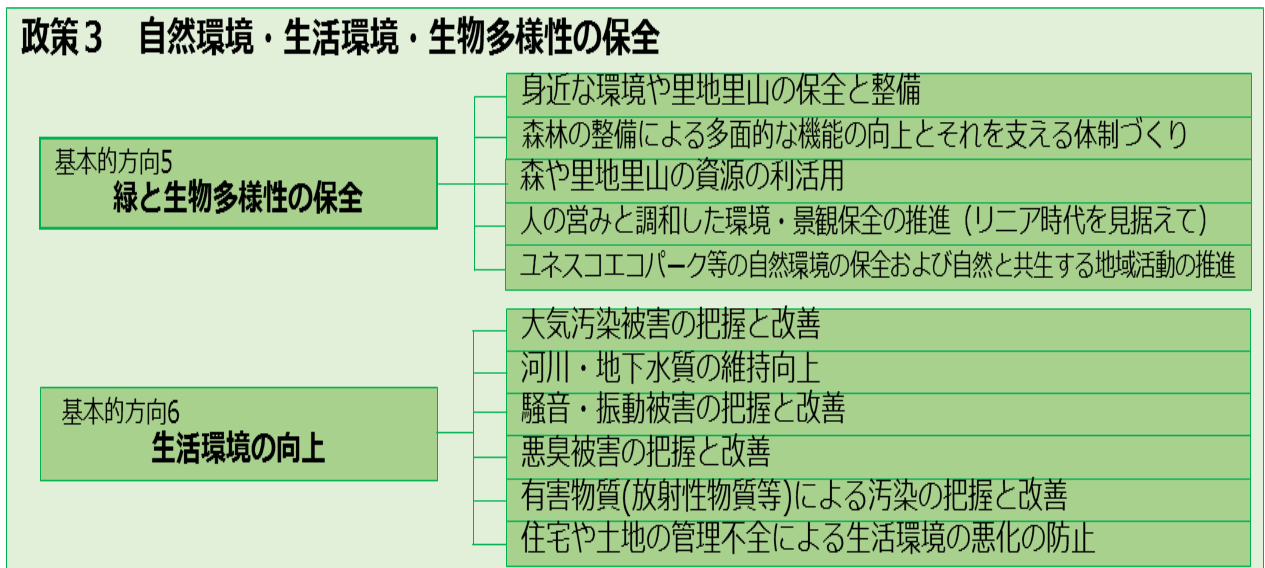 政策３　自然環境・生活環境・生物多様性の保全
基本的方向5
緑と生物多様性の保全
身近な環境や里地里山の保全と整備
森林の整備による多面的な機能の向上とそれを支える体制づくり
森や里地里山の資源の利活用
人の営みと調和した環境・景観保全の推進（リニア時代を見据えて）
ユネスコエコパーク等の自然環境の保全および自然と共生する地域活動の推進
基本的方向6
生活環境の向上
大気汚染被害の把握と改善
河川・地下水質の維持向上
騒音・振動被害の把握と改善
悪臭被害の把握と改善
有害物質(放射性物質等)による汚染の把握と改善
住宅や土地の管理不全による生活環境の悪化の防止